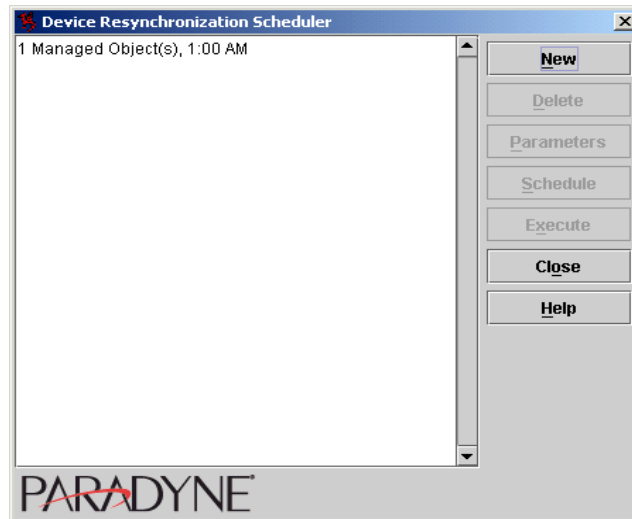 Device Resynchronization Scheduler
1 Managed Object(s), 1:00 AM
New
Delete
Parameters
Schedule
Execute
Close
Help
PARADYNE